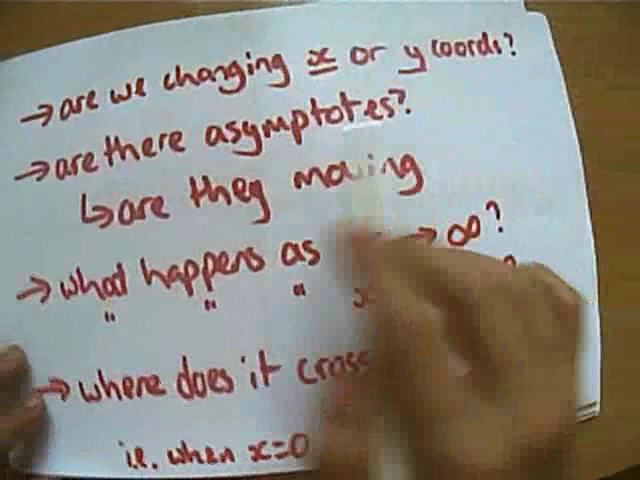 → are we changing x or y coords?
→ are there asymptotes?
↳ are they moving
→ what happens as → ∞?
" " " ?
→ where does it cross
i.e. when x=0